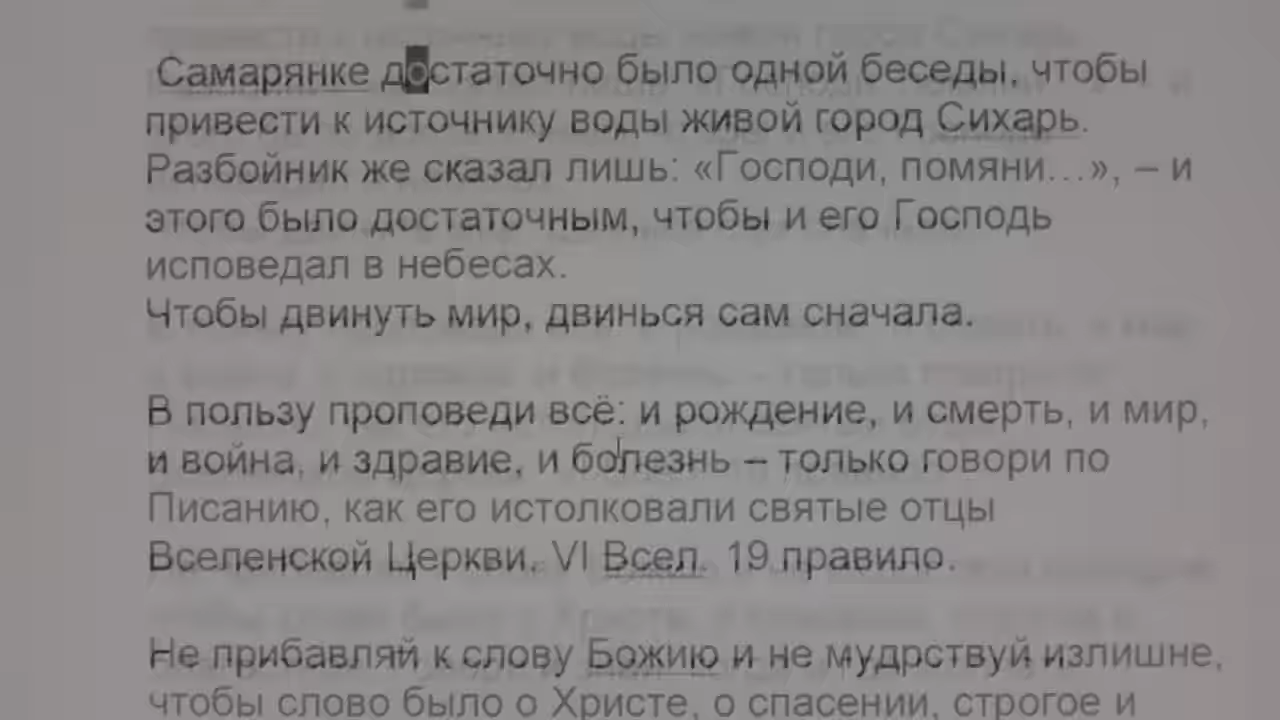 Самарянке достаточно было одной беседы, чтобы
привести к источнику воды живой город Сихарь.
Разбойник же сказал лишь: «Господи, помяни…», – и
этого было достаточным, чтобы и его Господь
исповедал в небесах.
Чтобы двинуть мир, двинься сам сначала.
В пользу проповеди всё: и рождение, и смерть, и мир,
и война, и здравие, и болезнь – только говори по
Писанию, как его истолковали святые отцы
Вселенской Церкви, VI Всел. 19 правило.
Не прибавляй к слову Божию и не мудрствуй излишне,
чтобы слово было о Христе, о спасении, строгое и